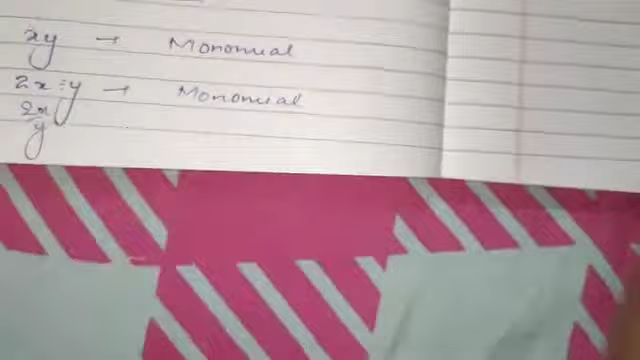 xy → Monomial
2x ÷ y → Monomial
2x/y